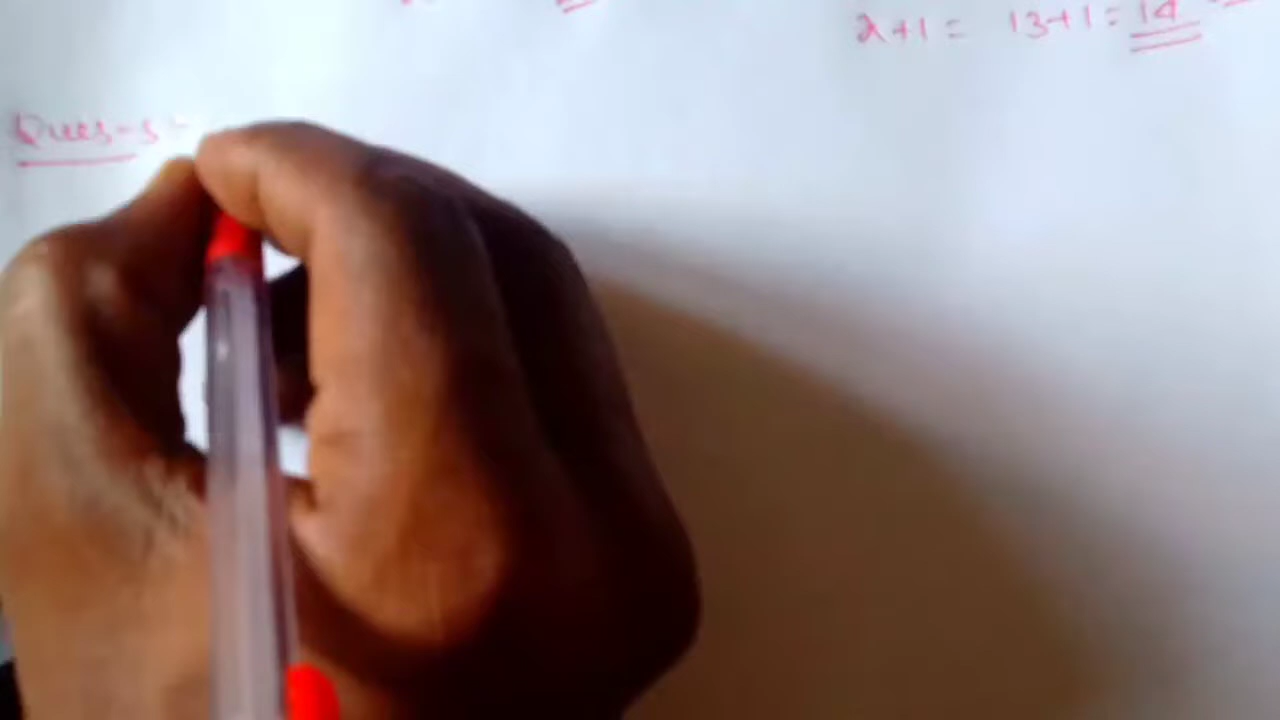 x+1 = 13+1 = 14
Ques-5-